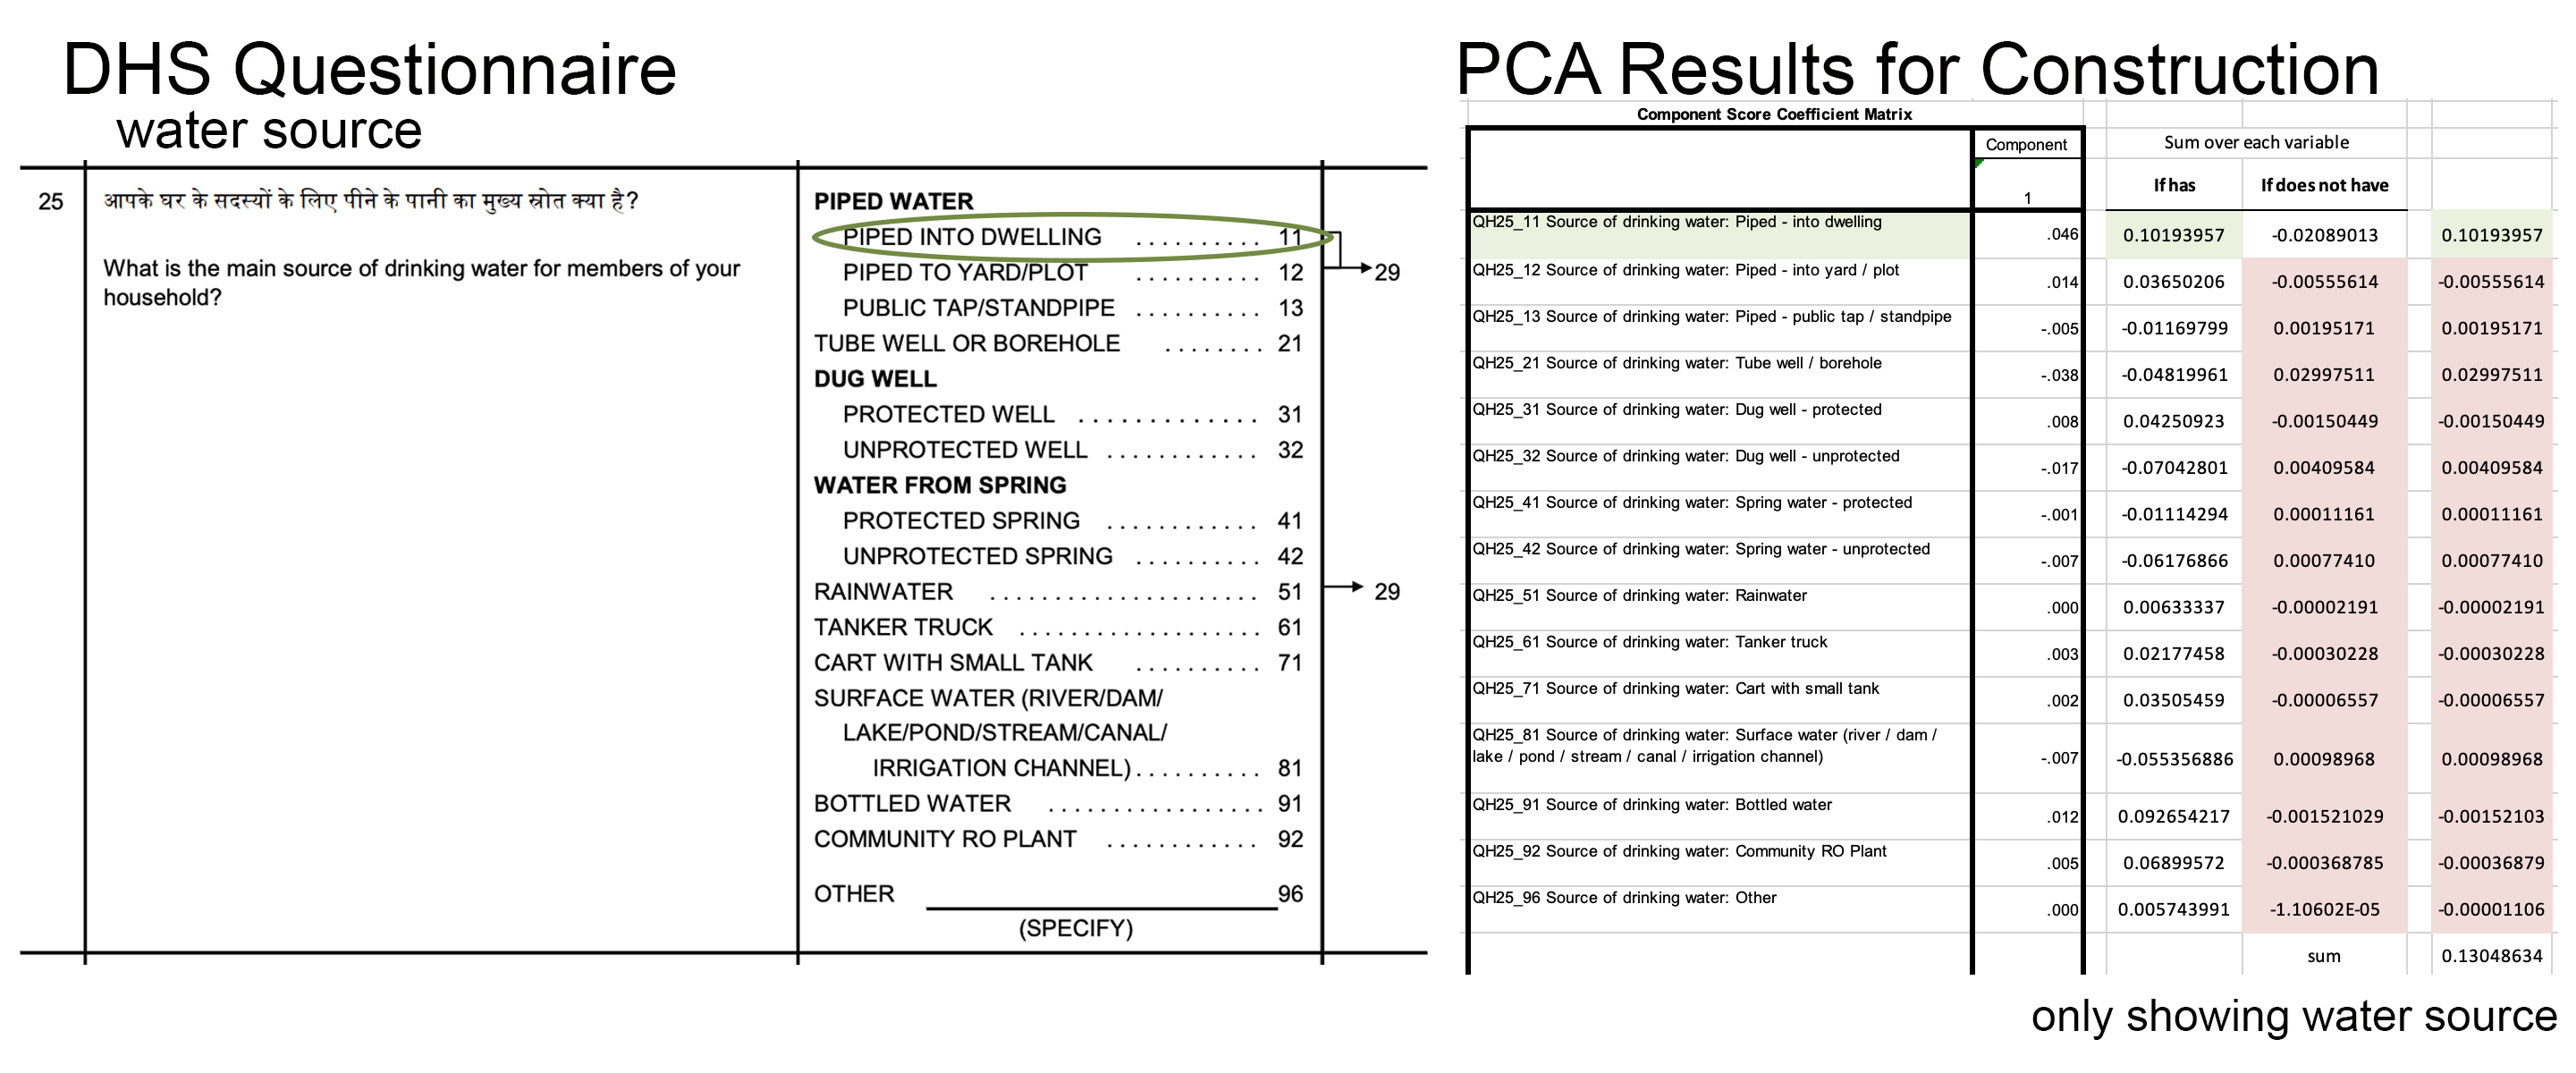 DHS Questionnaire
water source
25 आपके घर के सदस्यों के लिए पीने के पानी का मुख्य स्रोत क्या है?
What is the main source of drinking water for members of your
household?
PIPED WATER
PIPED INTO DWELLING .......... 11
PIPED TO YARD/PLOT .......... 12 29
PUBLIC TAP/STANDPIPE .......... 13
TUBE WELL OR BOREHOLE ........ 21
DUG WELL
PROTECTED WELL ............. 31
UNPROTECTED WELL ............ 32
WATER FROM SPRING
PROTECTED SPRING ............ 41
UNPROTECTED SPRING .......... 42
RAINWATER ...................... 51 29
TANKER TRUCK .................... 61
CART WITH SMALL TANK .......... 71
SURFACE WATER (RIVER/DAM/
LAKE/POND/STREAM/CANAL/
IRRIGATION CHANNEL).......... 81
BOTTLED WATER .................. 91
COMMUNITY RO PLANT ............ 92
OTHER 96
(SPECIFY)
PCA Results for Construction
Component Score Coefficient Matrix
Component Sum over each variable
1 If has If does not have
QH25_11 Source of drinking water: Piped - into dwelling .046 0.10193957 -0.02089013 0.10193957
QH25_12 Source of drinking water: Piped - into yard / plot .014 0.03650206 -0.00555614 -0.00555614
QH25_13 Source of drinking water: Piped - public tap / standpipe -.005 -0.01169799 0.00195171 0.00195171
QH25_21 Source of drinking water: Tube well / borehole -.038 -0.04819961 0.02997511 0.02997511
QH25_31 Source of drinking water: Dug well - protected .008 0.04250923 -0.00150449 -0.00150449
QH25_32 Source of drinking water: Dug well - unprotected -.017 -0.07042801 0.00409584 0.00409584
QH25_41 Source of drinking water: Spring water - protected -.001 -0.01114294 0.00011161 0.00011161
QH25_42 Source of drinking water: Spring water - unprotected -.007 -0.06176866 0.00077410 0.00077410
QH25_51 Source of drinking water: Rainwater .000 0.00633337 -0.00002191 -0.00002191
QH25_61 Source of drinking water: Tanker truck .003 0.02177458 -0.00030228 -0.00030228
QH25_71 Source of drinking water: Cart with small tank .002 0.03505459 -0.00006557 -0.00006557
QH25_81 Source of drinking water: Surface water (river / dam /
lake / pond / stream / canal / irrigation channel) -.007 -0.055356886 0.00098968 0.00098968
QH25_91 Source of drinking water: Bottled water .012 0.092654217 -0.001521029 -0.00152103
QH25_92 Source of drinking water: Community RO Plant .005 0.06899572 -0.000368785 -0.00036879
QH25_96 Source of drinking water: Other .000 0.005743991 -1.10602E-05 -0.00001106
sum 0.13048634
only showing water source